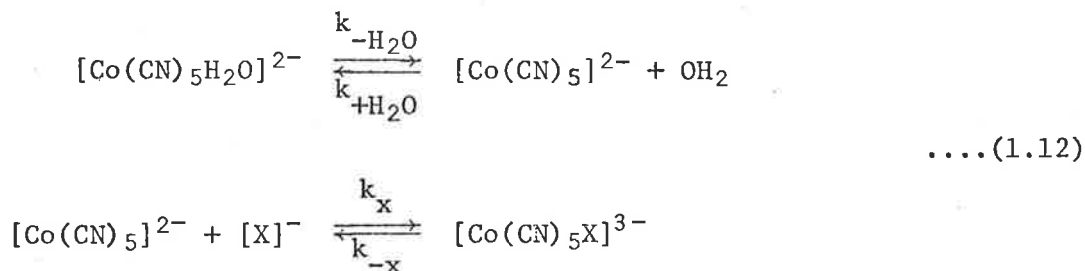 k-H2O
[Co(CN)5H2O]2- ⇌ [Co(CN)5]2- + OH2
k+H2O
....(1.12)
kx
[Co(CN)5]2- + [X]- ⇌ [Co(CN)5X]3-
k-x